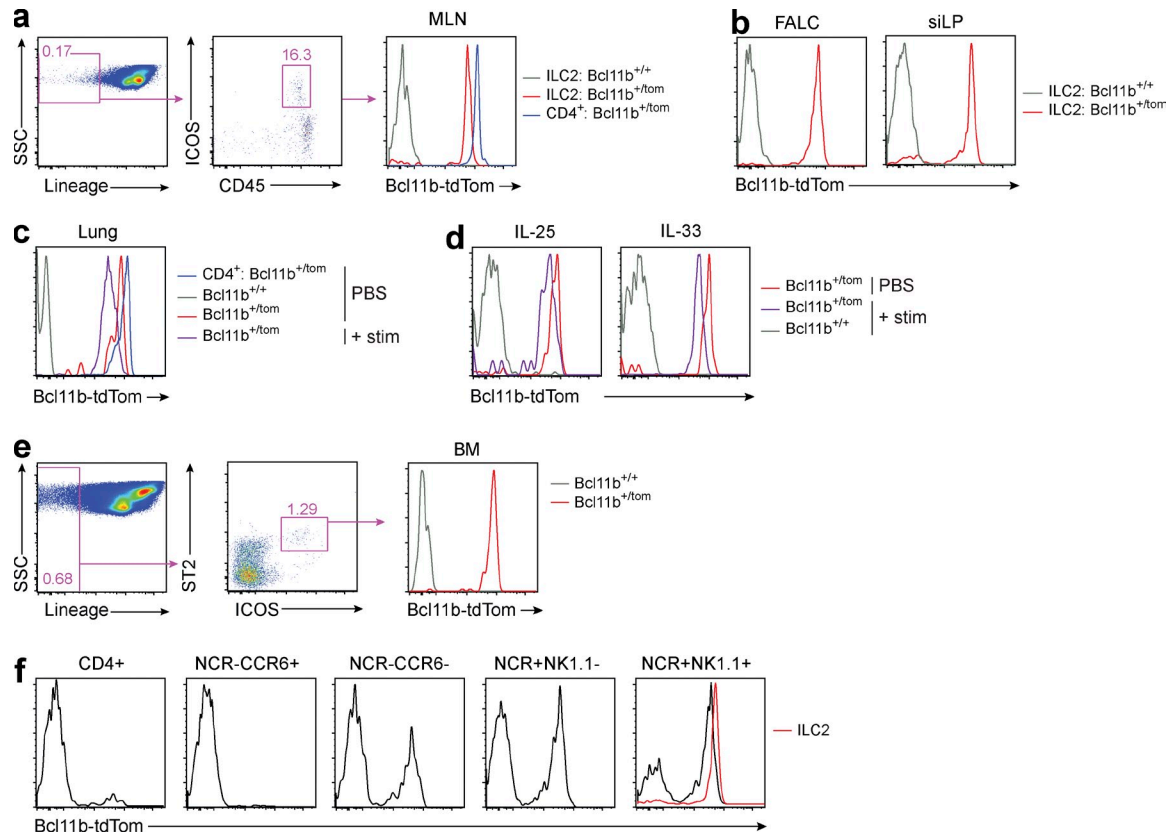 a
MLN
0.17
SSC
Lineage
16.3
ICOS
CD45
Bcl11b-tdTom
ILC2: Bcl11b+/+
ILC2: Bcl11b+/tom
CD4+: Bcl11b+/tom
b
FALC
siLP
Bcl11b-tdTom
ILC2: Bcl11b+/+
ILC2: Bcl11b+/tom
c
Lung
Bcl11b-tdTom
CD4+: Bcl11b+/tom
Bcl11b+/+
Bcl11b+/tom
Bcl11b+/tom
PBS
+ stim
d
IL-25
IL-33
Bcl11b-tdTom
Bcl11b+/tom
Bcl11b+/tom
Bcl11b+/+
PBS
+ stim
e
BM
0.68
SSC
Lineage
1.29
ST2
ICOS
Bcl11b-tdTom
Bcl11b+/+
Bcl11b+/tom
f
CD4+
NCR-CCR6+
NCR-CCR6-
NCR+NK1.1-
NCR+NK1.1+
ILC2
Bcl11b-tdTom